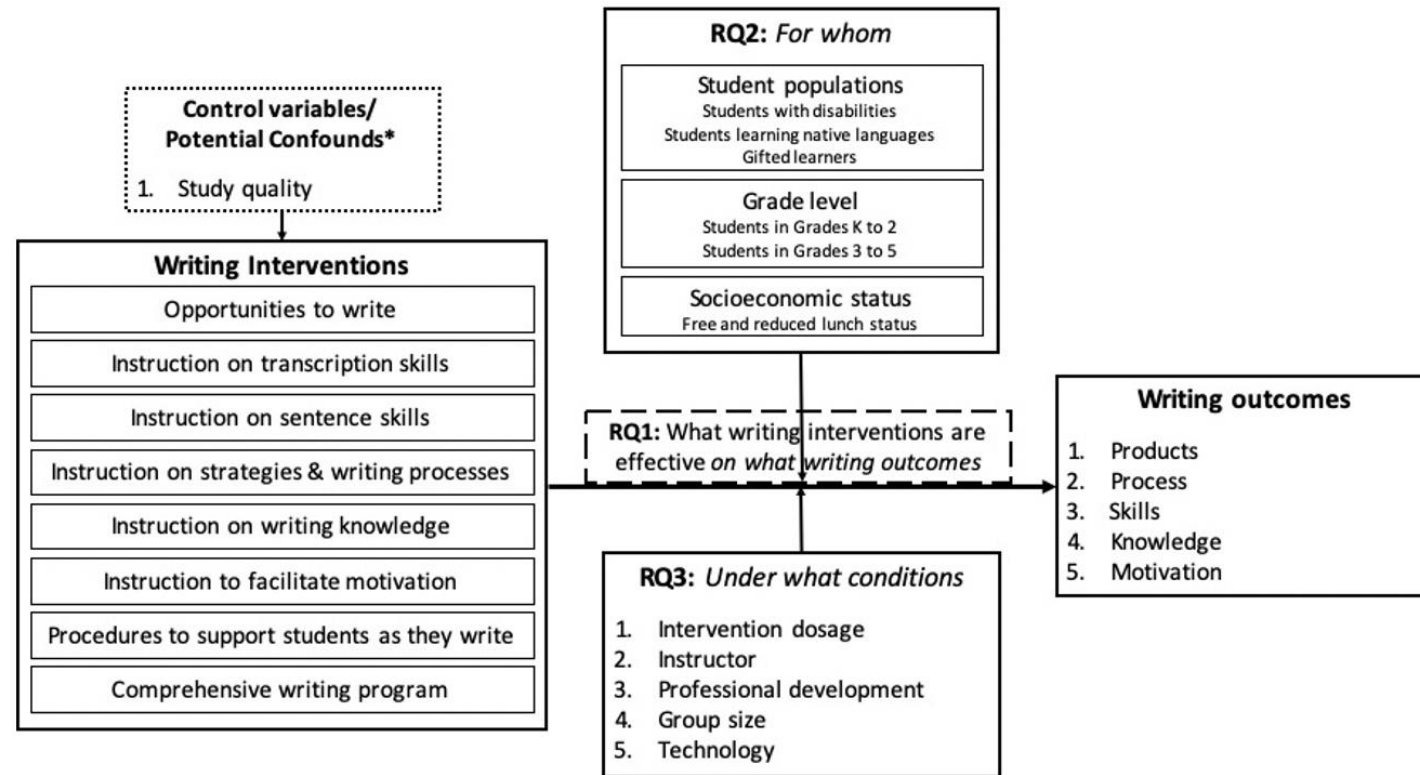 Control variables/
Potential Confounds*
1. Study quality
Writing Interventions
Opportunities to write
Instruction on transcription skills
Instruction on sentence skills
Instruction on strategies & writing processes
Instruction on writing knowledge
Instruction to facilitate motivation
Procedures to support students as they write
Comprehensive writing program
RQ2: For whom
Student populations
Students with disabilities
Students learning native languages
Gifted learners
Grade level
Students in Grades K to 2
Students in Grades 3 to 5
Socioeconomic status
Free and reduced lunch status
RQ1: What writing interventions are
effective on what writing outcomes
RQ3: Under what conditions
1. Intervention dosage
2. Instructor
3. Professional development
4. Group size
5. Technology
Writing outcomes
1. Products
2. Process
3. Skills
4. Knowledge
5. Motivation